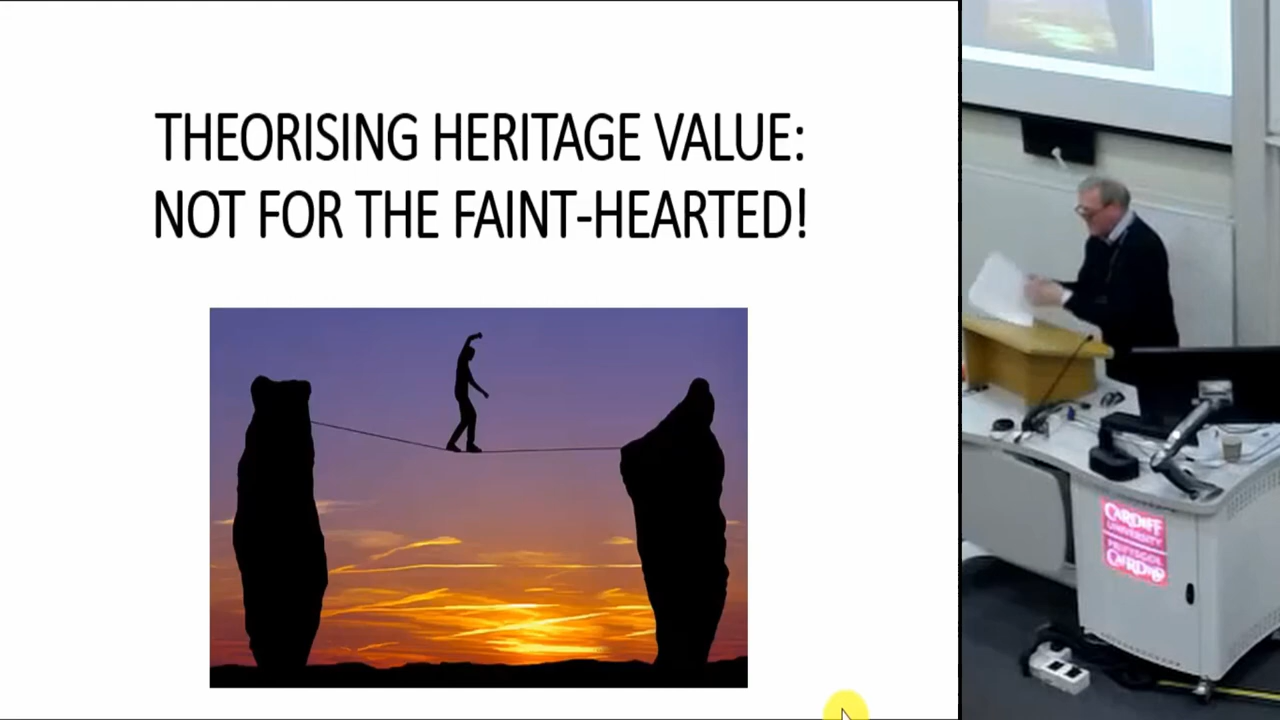 THEORISING HERITAGE VALUE:
NOT FOR THE FAINT-HEARTED!
CARDIFF
UNIVERSITY
PRIFYSGOL
CAERDYDD